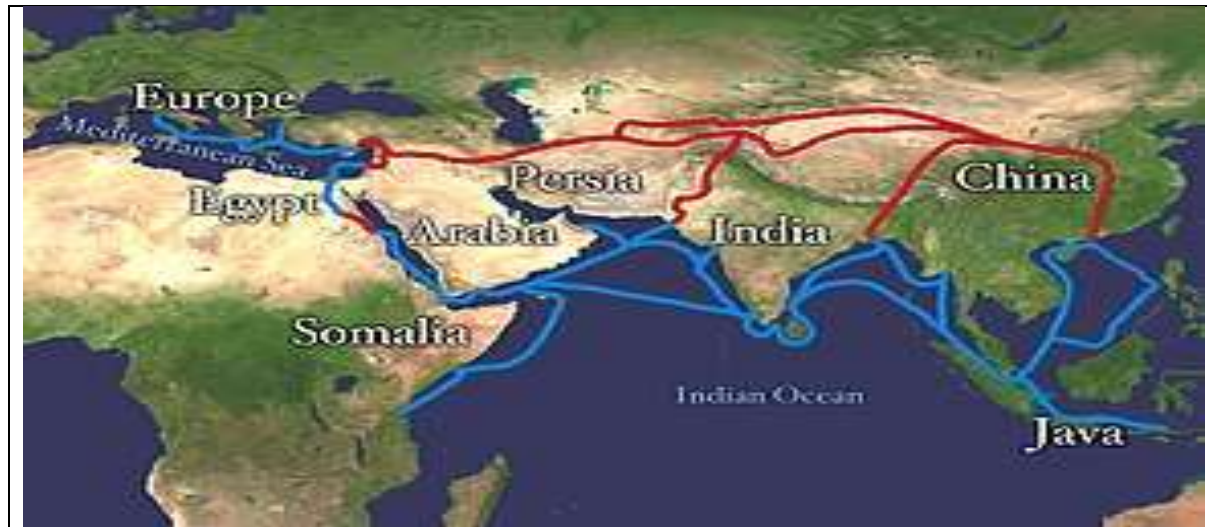 Europe
Mediterranean Sea
Egypt
Arabia
Persia
India
China
Somalia
Indian Ocean
Java